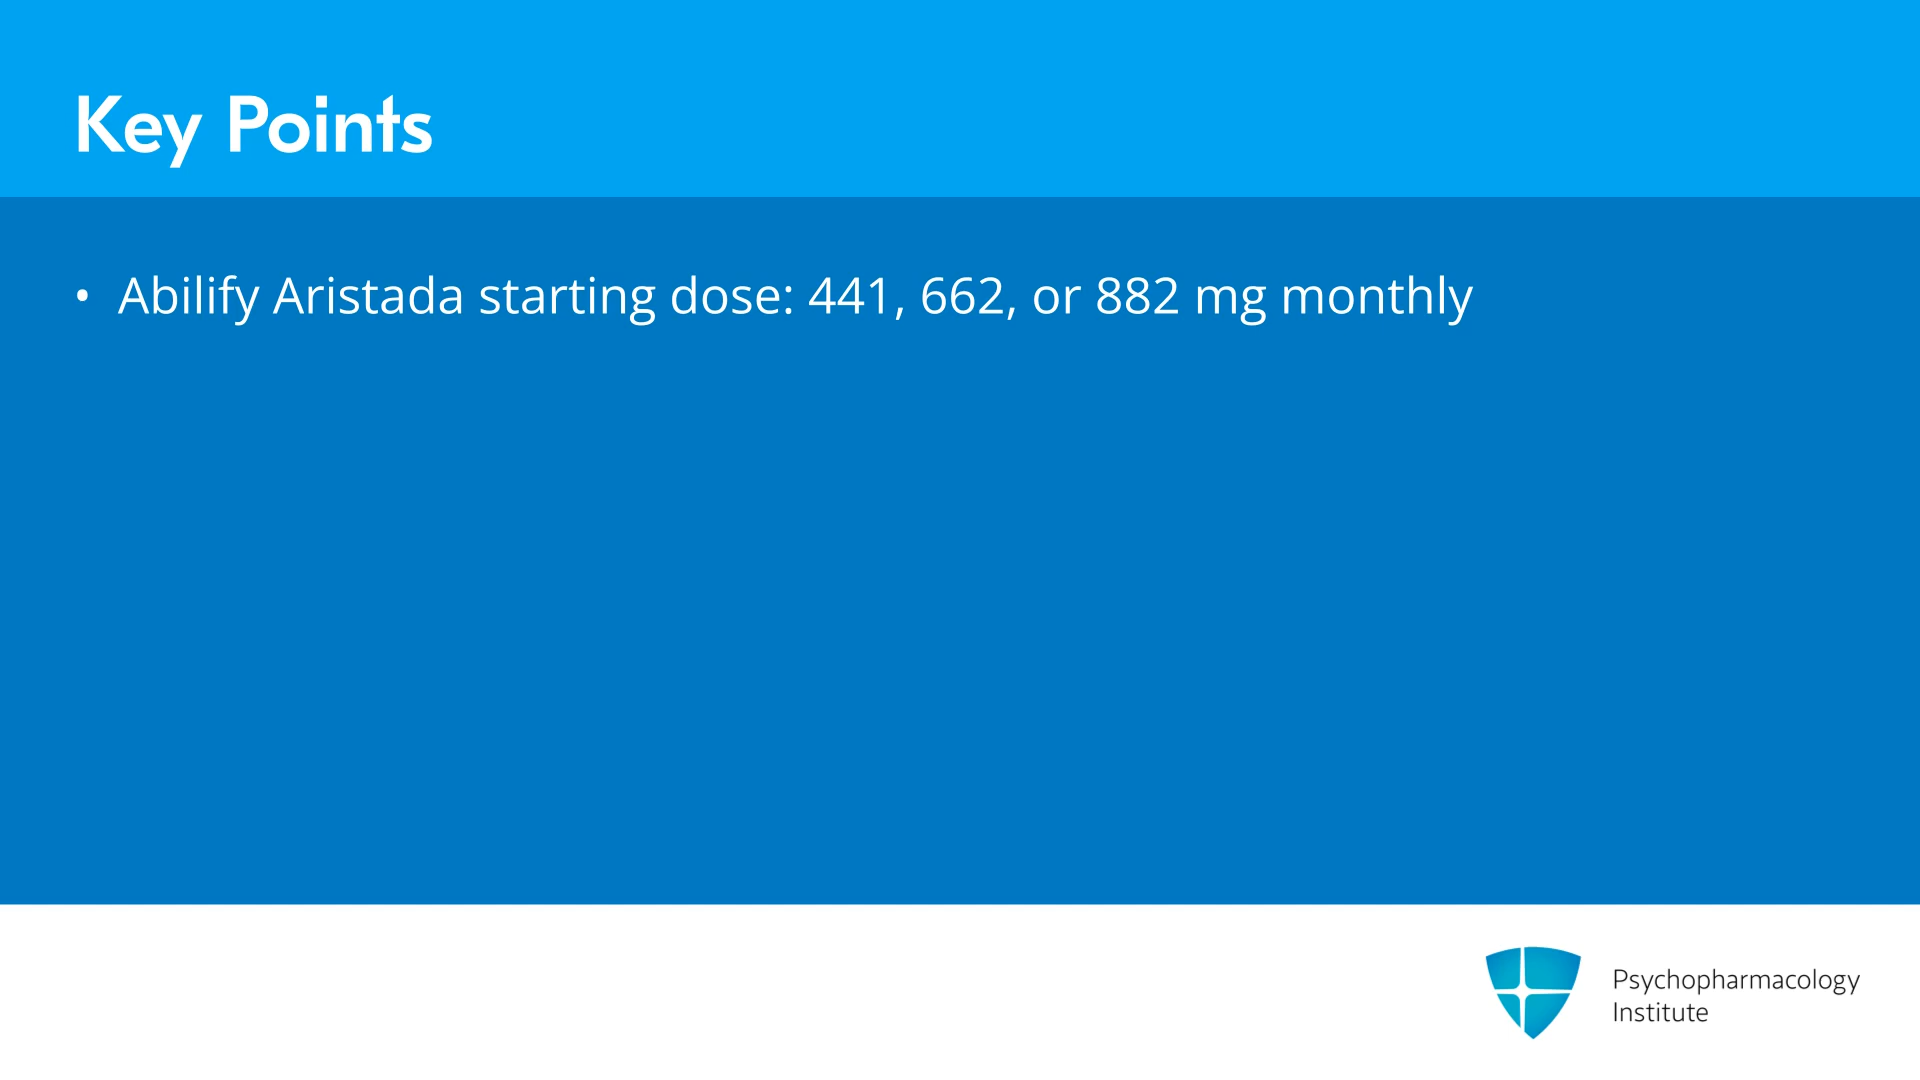 Key Points
• Abilify Aristada starting dose: 441, 662, or 882 mg monthly
Psychopharmacology
Institute